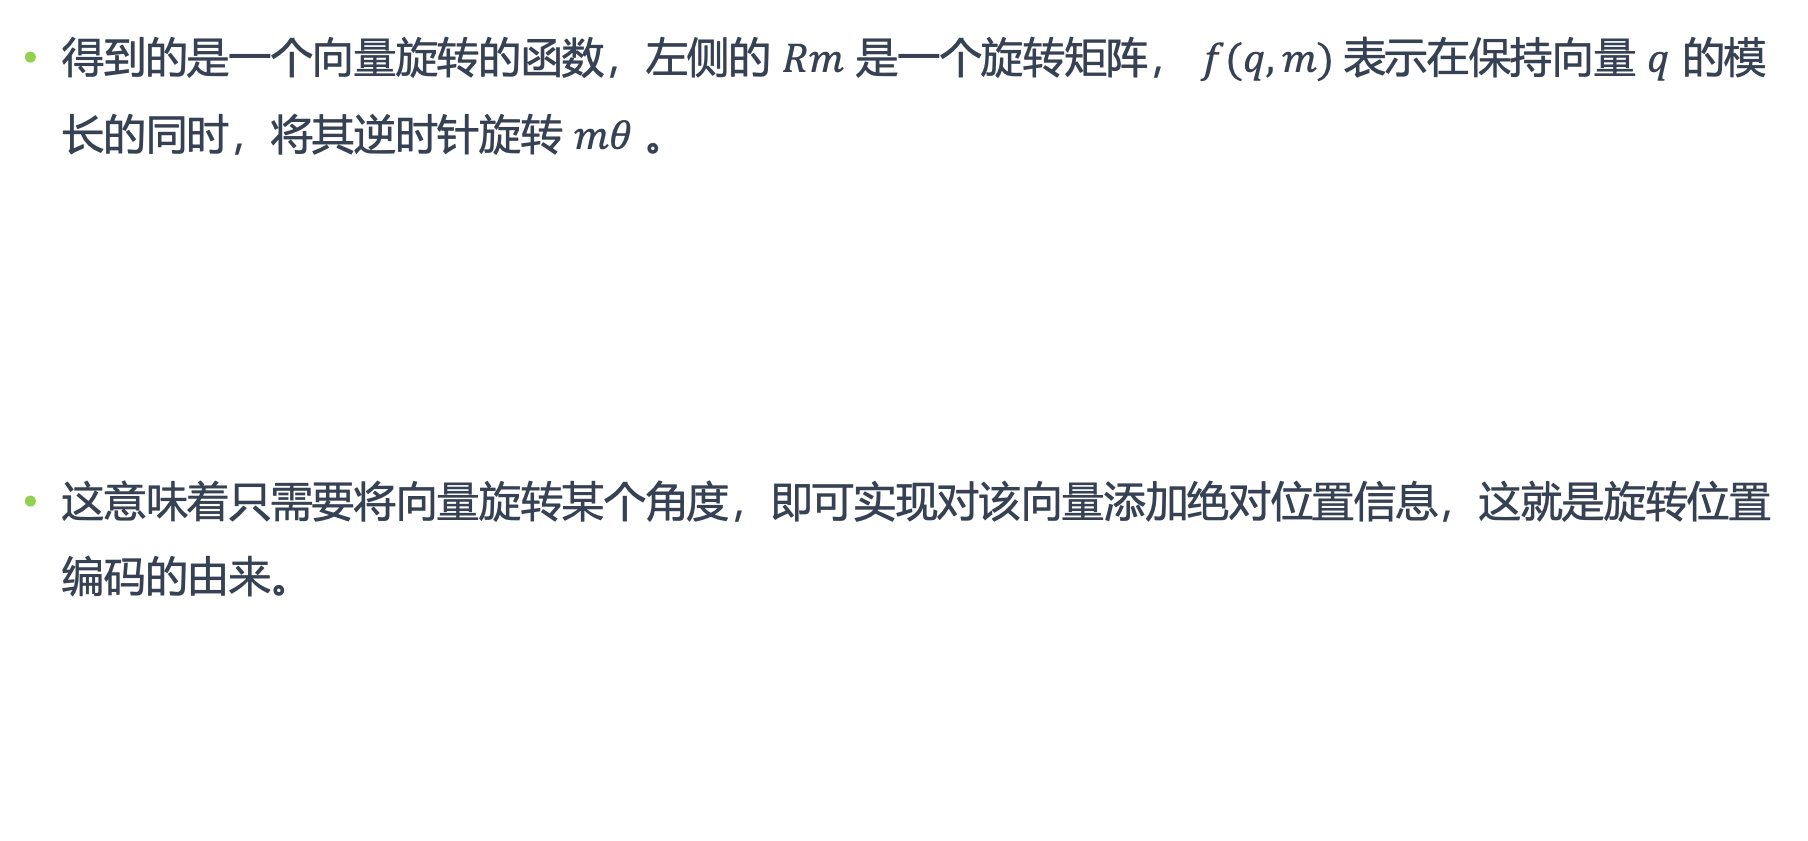 • 得到的是一个向量旋转的函数，左侧的 Rm 是一个旋转矩阵， f(q,m) 表示在保持向量 q 的模
长的同时，将其逆时针旋转 mθ 。
• 这意味着只需要将向量旋转某个角度，即可实现对该向量添加绝对位置信息，这就是旋转位置
编码的由来。